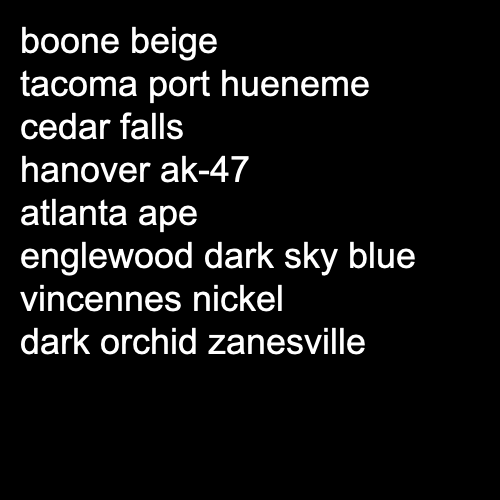 boone beige
tacoma port hueneme
cedar falls
hanover ak-47
atlanta ape
englewood dark sky blue
vincennes nickel
dark orchid zanesville